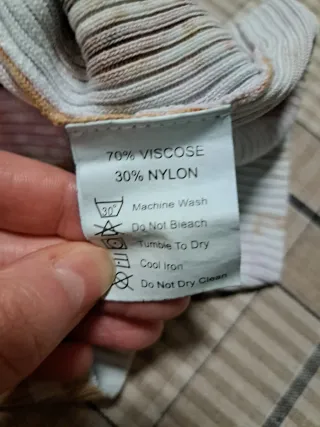 70% VISCOSE
30% NYLON
30° Machine Wash
Do Not Bleach
Tumble To Dry
Cool Iron
Do Not Dry Clean